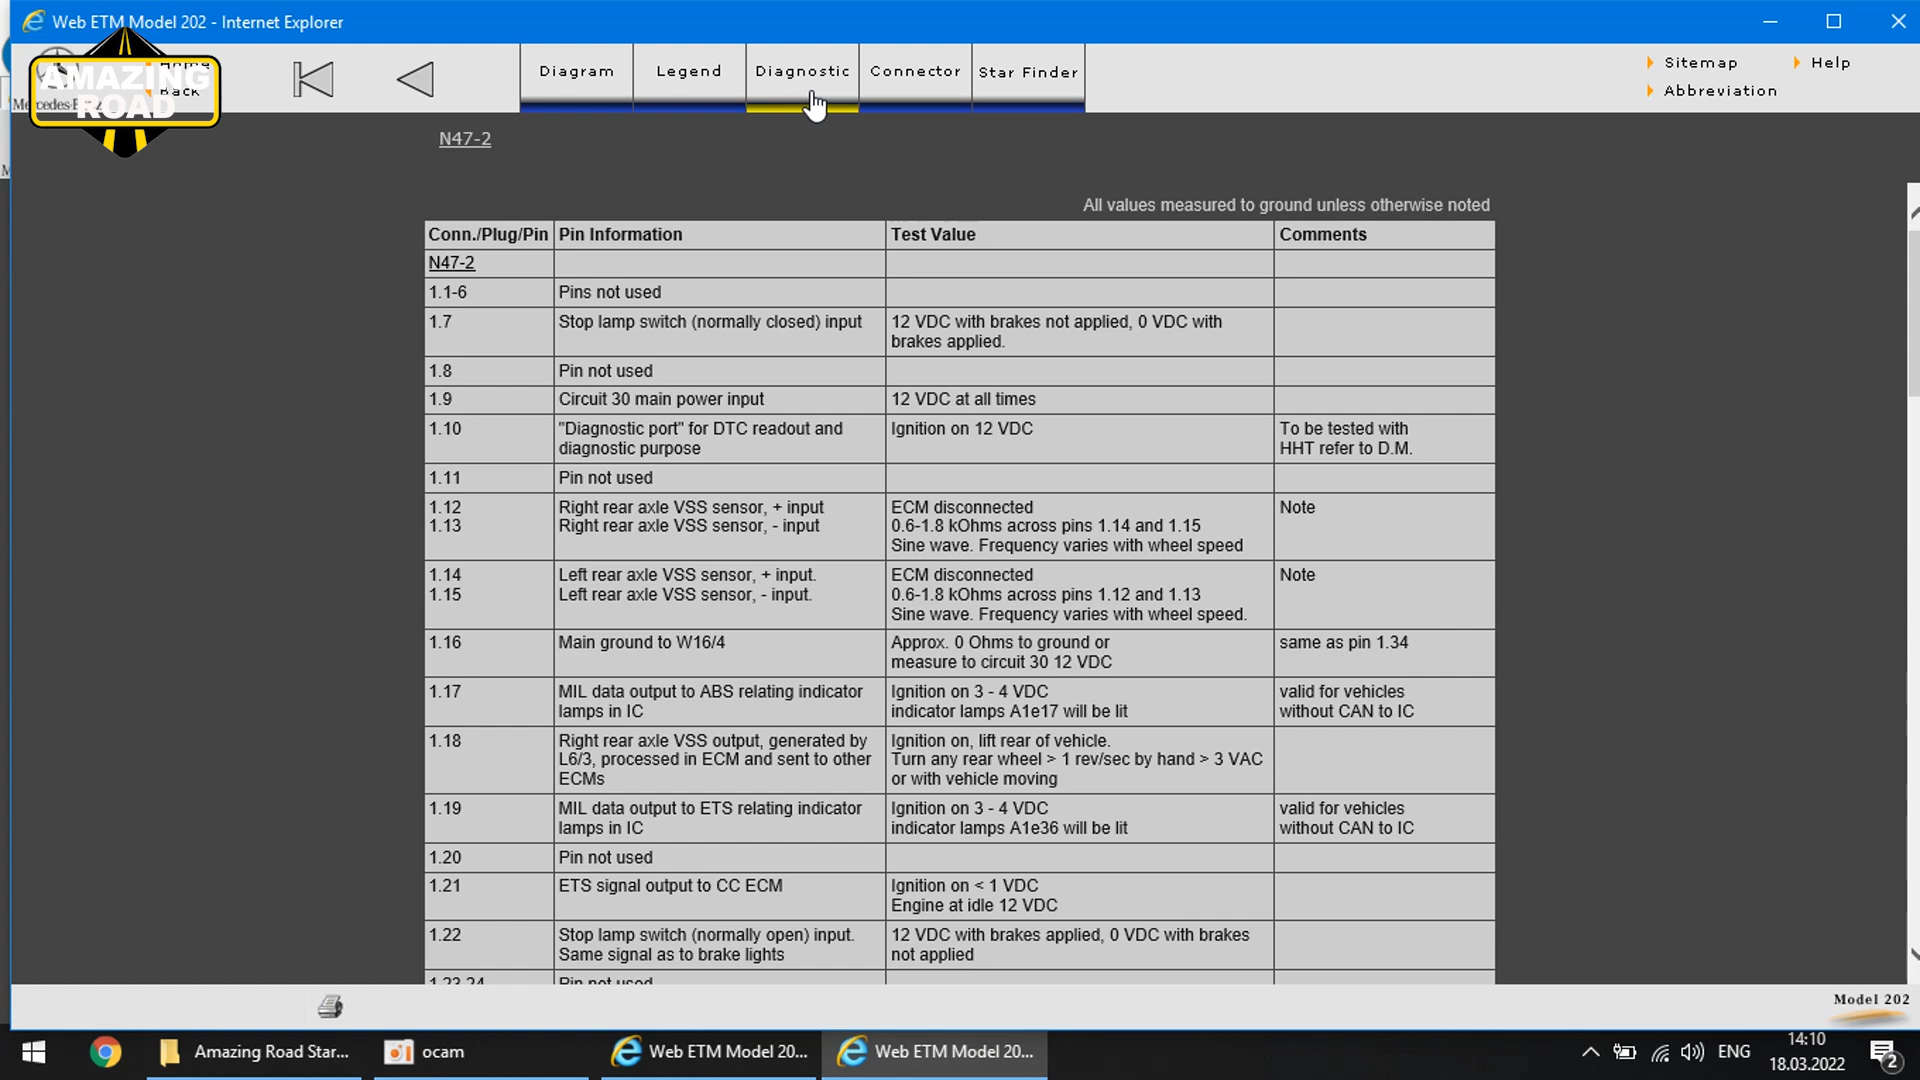 Web ETM Model 202 - Internet Explorer
Home
Back
Mercedes-Benz
AMAZING
ROAD
Diagram
Legend
Diagnostic
Connector
Star Finder
Sitemap
Help
Abbreviation
N47-2
All values measured to ground unless otherwise noted
Conn./Plug/Pin Pin Information Test Value Comments
N47-2
1.1-6 Pins not used
1.7 Stop lamp switch (normally closed) input 12 VDC with brakes not applied, 0 VDC with
brakes applied.
1.8 Pin not used
1.9 Circuit 30 main power input 12 VDC at all times
1.10 "Diagnostic port" for DTC readout and Ignition on 12 VDC To be tested with
diagnostic purpose HHT refer to D.M.
1.11 Pin not used
1.12 Right rear axle VSS sensor, + input ECM disconnected Note
1.13 Right rear axle VSS sensor, - input 0.6-1.8 kOhms across pins 1.14 and 1.15
Sine wave. Frequency varies with wheel speed
1.14 Left rear axle VSS sensor, + input. ECM disconnected Note
1.15 Left rear axle VSS sensor, - input. 0.6-1.8 kOhms across pins 1.12 and 1.13
Sine wave. Frequency varies with wheel speed.
1.16 Main ground to W16/4 Approx. 0 Ohms to ground or same as pin 1.34
measure to circuit 30 12 VDC
1.17 MIL data output to ABS relating indicator Ignition on 3 - 4 VDC valid for vehicles
lamps in IC indicator lamps A1e17 will be lit without CAN to IC
1.18 Right rear axle VSS output, generated by Ignition on, lift rear of vehicle.
L6/3, processed in ECM and sent to other Turn any rear wheel > 1 rev/sec by hand > 3 VAC
ECMs or with vehicle moving
1.19 MIL data output to ETS relating indicator Ignition on 3 - 4 VDC valid for vehicles
lamps in IC indicator lamps A1e36 will be lit without CAN to IC
1.20 Pin not used
1.21 ETS signal output to CC ECM Ignition on < 1 VDC
Engine at idle 12 VDC
1.22 Stop lamp switch (normally open) input. 12 VDC with brakes applied, 0 VDC with brakes
Same signal as to brake lights not applied
1.23,24 Pin not used
Model 202
Amazing Road Star...
ocam
Web ETM Model 20...
Web ETM Model 20...
ENG
14:10
18.03.2022
2